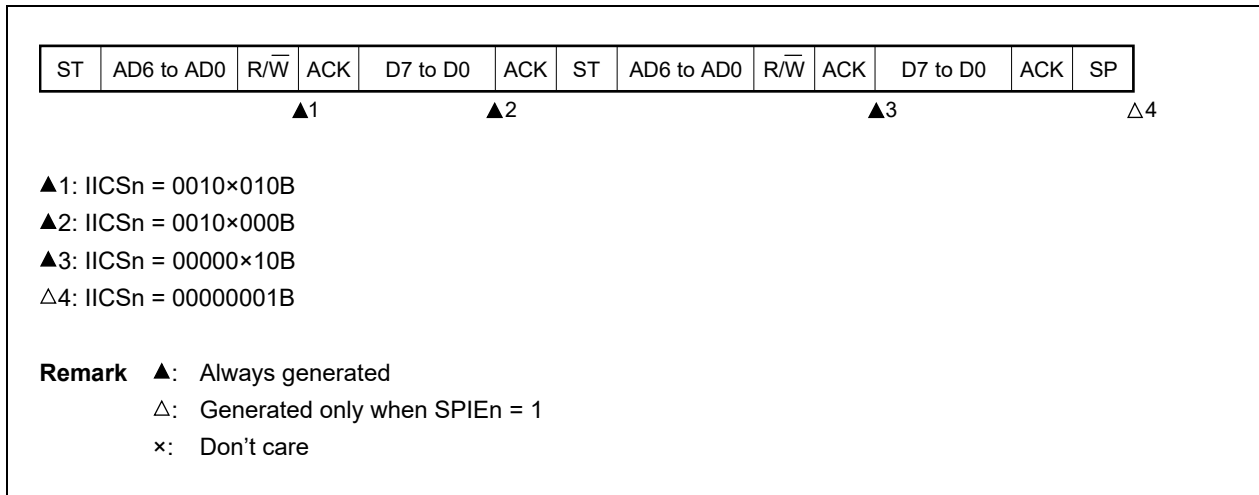 ST AD6 to AD0 R/W̅ ACK D7 to D0 ACK ST AD6 to AD0 R/W̅ ACK D7 to D0 ACK SP
▲1 ▲2 ▲3 △4
▲1: IICSn = 0010×010B
▲2: IICSn = 0010×000B
▲3: IICSn = 00000×10B
△4: IICSn = 00000001B
Remark ▲: Always generated
△: Generated only when SPIEn = 1
×: Don’t care